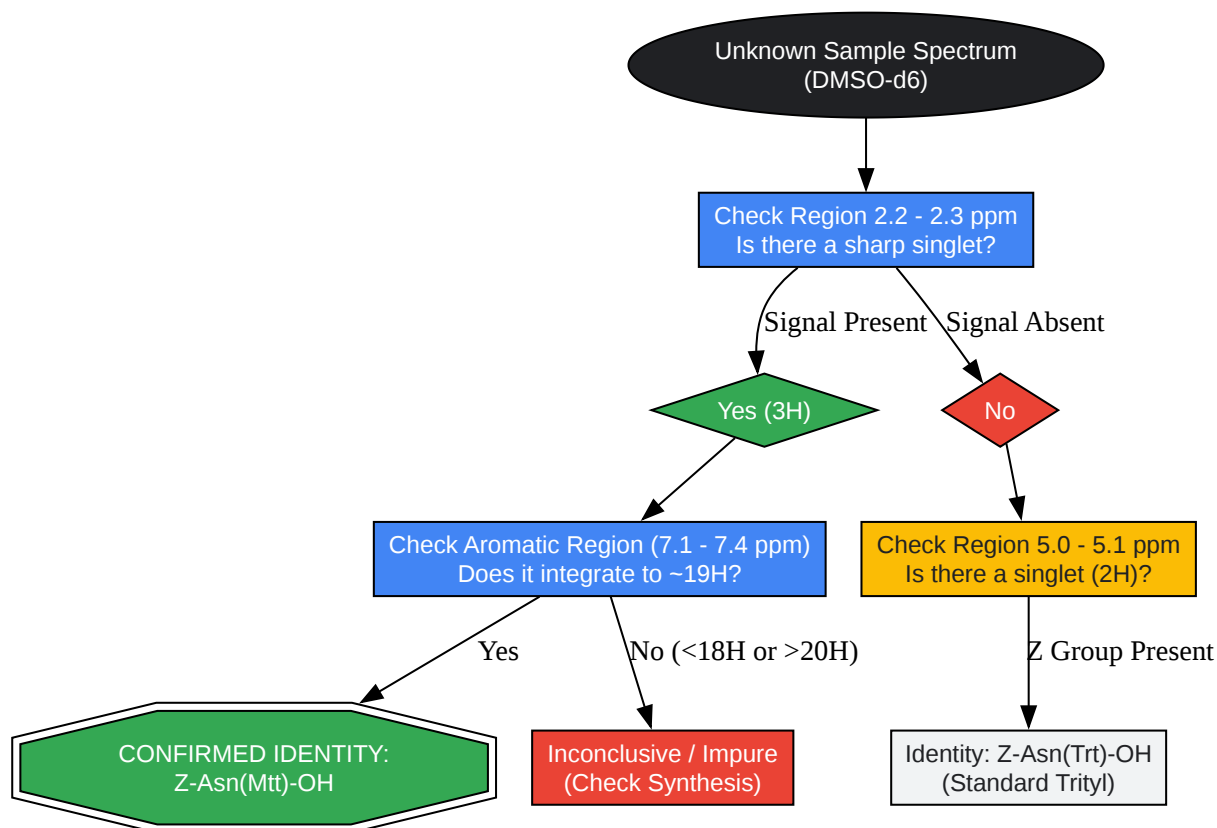 Unknown Sample Spectrum
(DMSO-d6)
Check Region 2.2 - 2.3 ppm
Is there a sharp singlet?
Signal Present
Signal Absent
Yes (3H)
No
Check Aromatic Region (7.1 - 7.4 ppm)
Does it integrate to ~19H?
Check Region 5.0 - 5.1 ppm
Is there a singlet (2H)?
Yes
No (<18H or >20H)
Z Group Present
CONFIRMED IDENTITY:
Z-Asn(Mtt)-OH
Inconclusive / Impure
(Check Synthesis)
Identity: Z-Asn(Trt)-OH
(Standard Trityl)